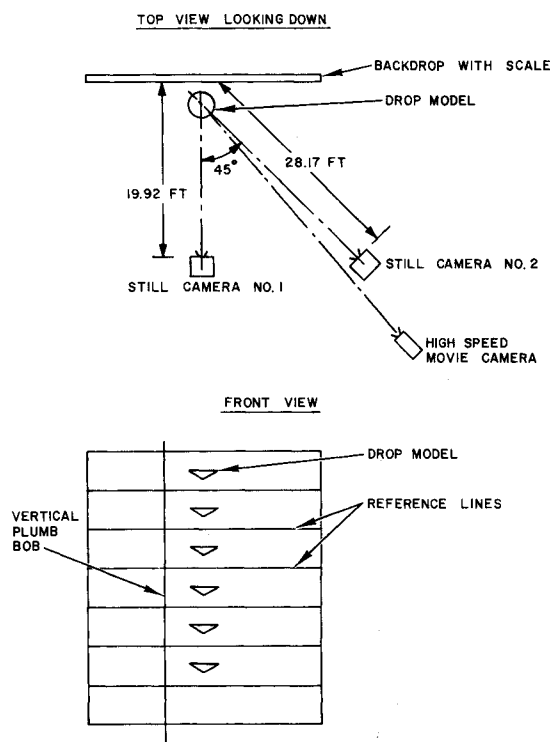 TOP VIEW LOOKING DOWN
BACKDROP WITH SCALE
DROP MODEL
45°
28.17 FT
19.92 FT
STILL CAMERA NO. 1
STILL CAMERA NO. 2
HIGH SPEED
MOVIE CAMERA
FRONT VIEW
DROP MODEL
REFERENCE LINES
VERTICAL
PLUMB
BOB